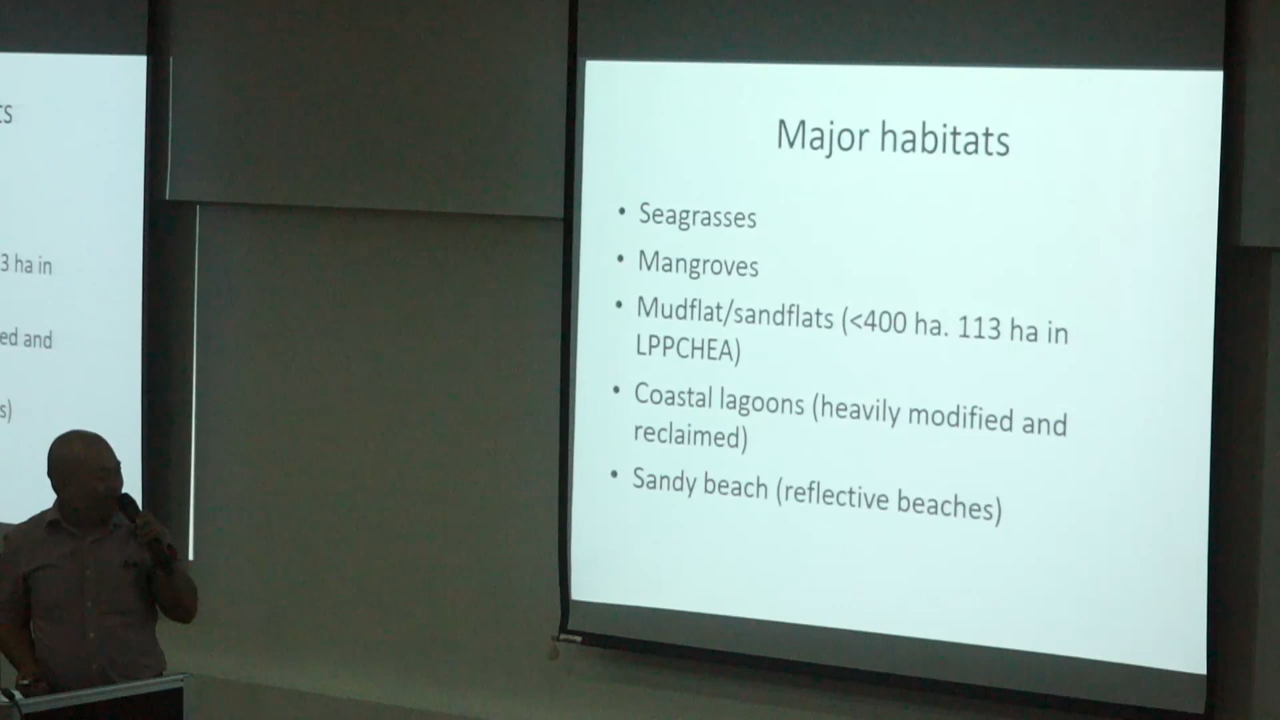 ts
3 ha in
ed and
s)
Major habitats
• Seagrasses
• Mangroves
• Mudflat/sandflats (<400 ha. 113 ha in
LPPCHEA)
• Coastal lagoons (heavily modified and
reclaimed)
• Sandy beach (reflective beaches)